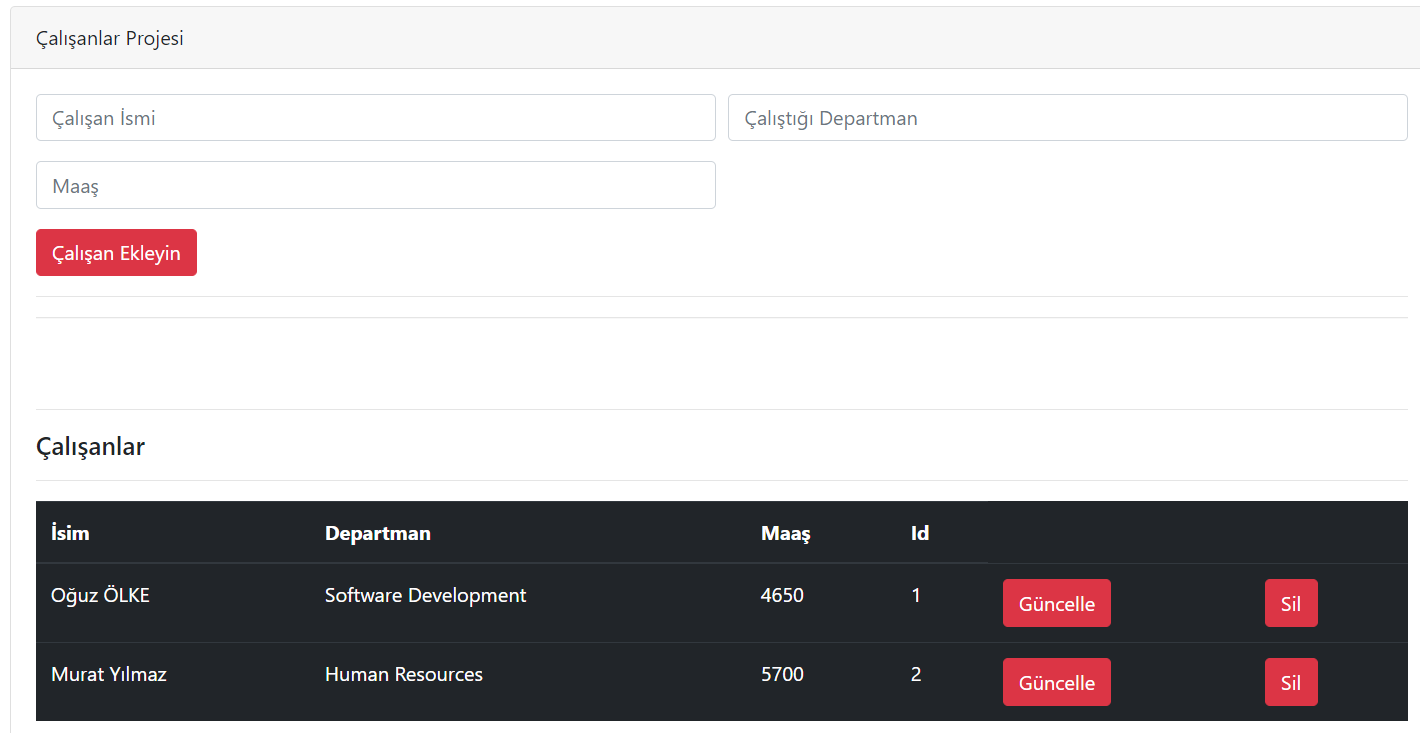 Çalışanlar Projesi
Çalışan İsmi Çalıştığı Departman
Maaş
Çalışan Ekleyin
Çalışanlar
İsim Departman Maaş Id
Oğuz ÖLKE Software Development 4650 1 Güncelle Sil
Murat Yılmaz Human Resources 5700 2 Güncelle Sil